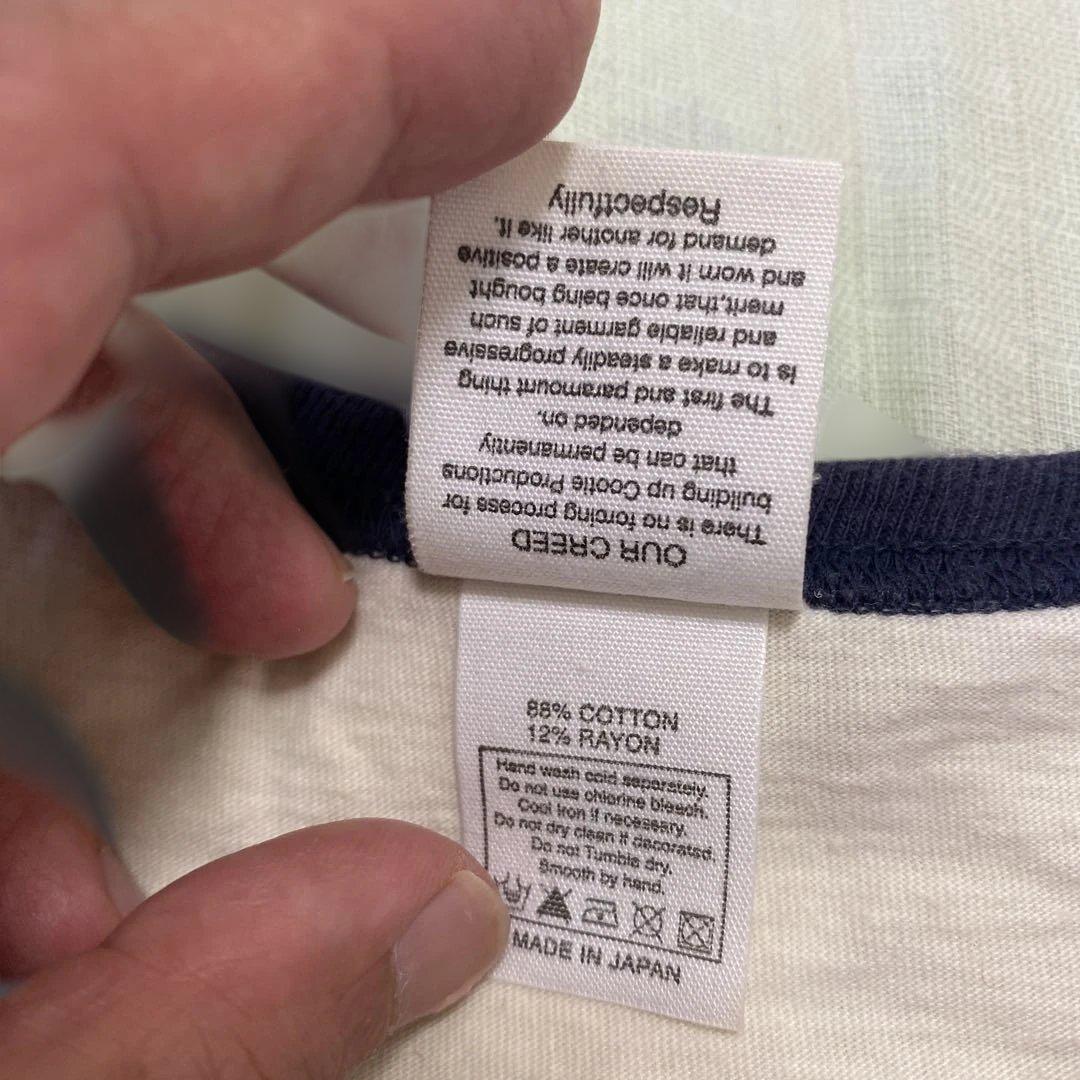 OUR CREED
There is no forcing process for
building up Cootie Productions
that can be permanently
depended on.
The first and paramount thing
is to make a steadily progressive
and reliable garment of such
merit,that once being bought
and worn it will create a positive
demand for another like it.
Respectfully
88% COTTON
12% RAYON
Hand wash cold separately.
Do not use chlorine bleach.
Cool Iron if necessary.
Do not dry clean if decorated.
Do not Tumble dry.
Smooth by hand.
MADE IN JAPAN